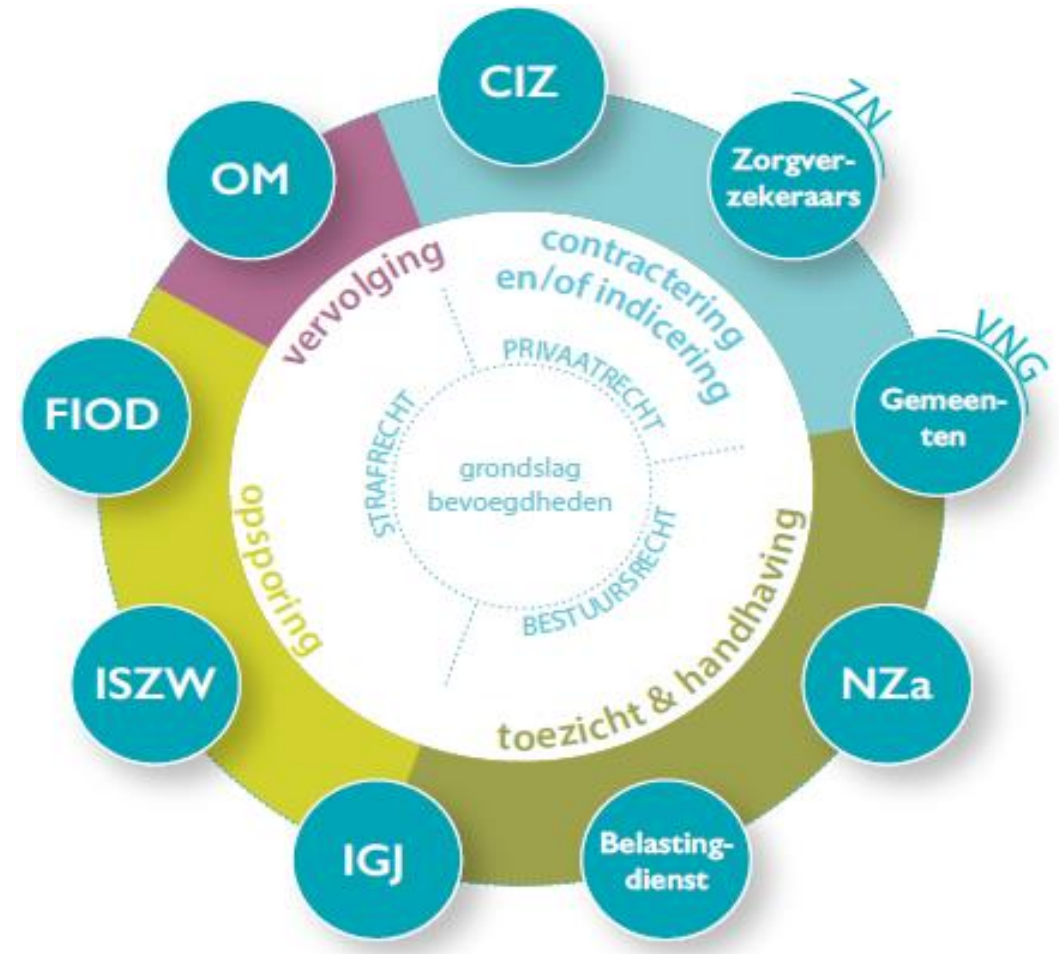 CIZ
ZN
Zorgver-
zekeraars
VNG
Gemeen-
ten
NZa
Belasting-
dienst
IGJ
ISZW
FIOD
OM
vervolging
contractering
en/of indicering
toezicht & handhaving
opsporing
PRIVAATRECHT
BESTUURSRECHT
STRAFRECHT
grondslag
bevoegdheden